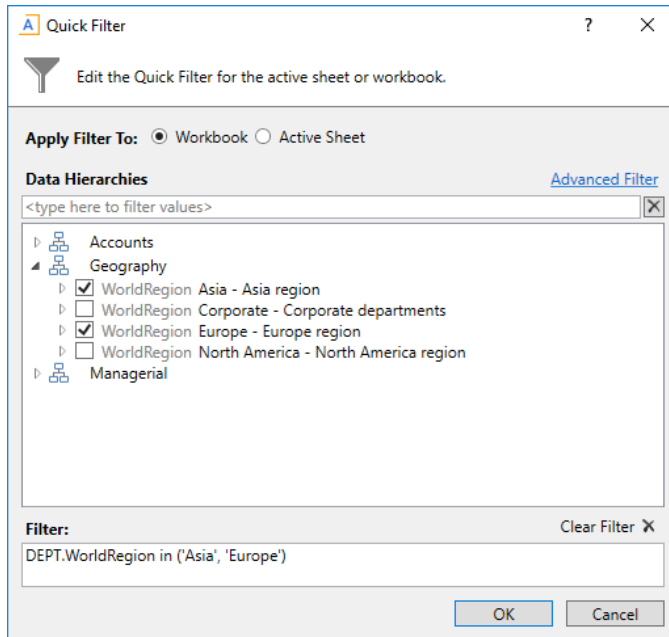 A Quick Filter ?
Edit the Quick Filter for the active sheet or workbook.
Apply Filter To: Workbook Active Sheet
Data Hierarchies Advanced Filter
<type here to filter values>
Accounts
Geography
WorldRegion Asia - Asia region
WorldRegion Corporate - Corporate departments
WorldRegion Europe - Europe region
WorldRegion North America - North America region
Managerial
Filter: Clear Filter
DEPT.WorldRegion in ('Asia', 'Europe')
OK Cancel